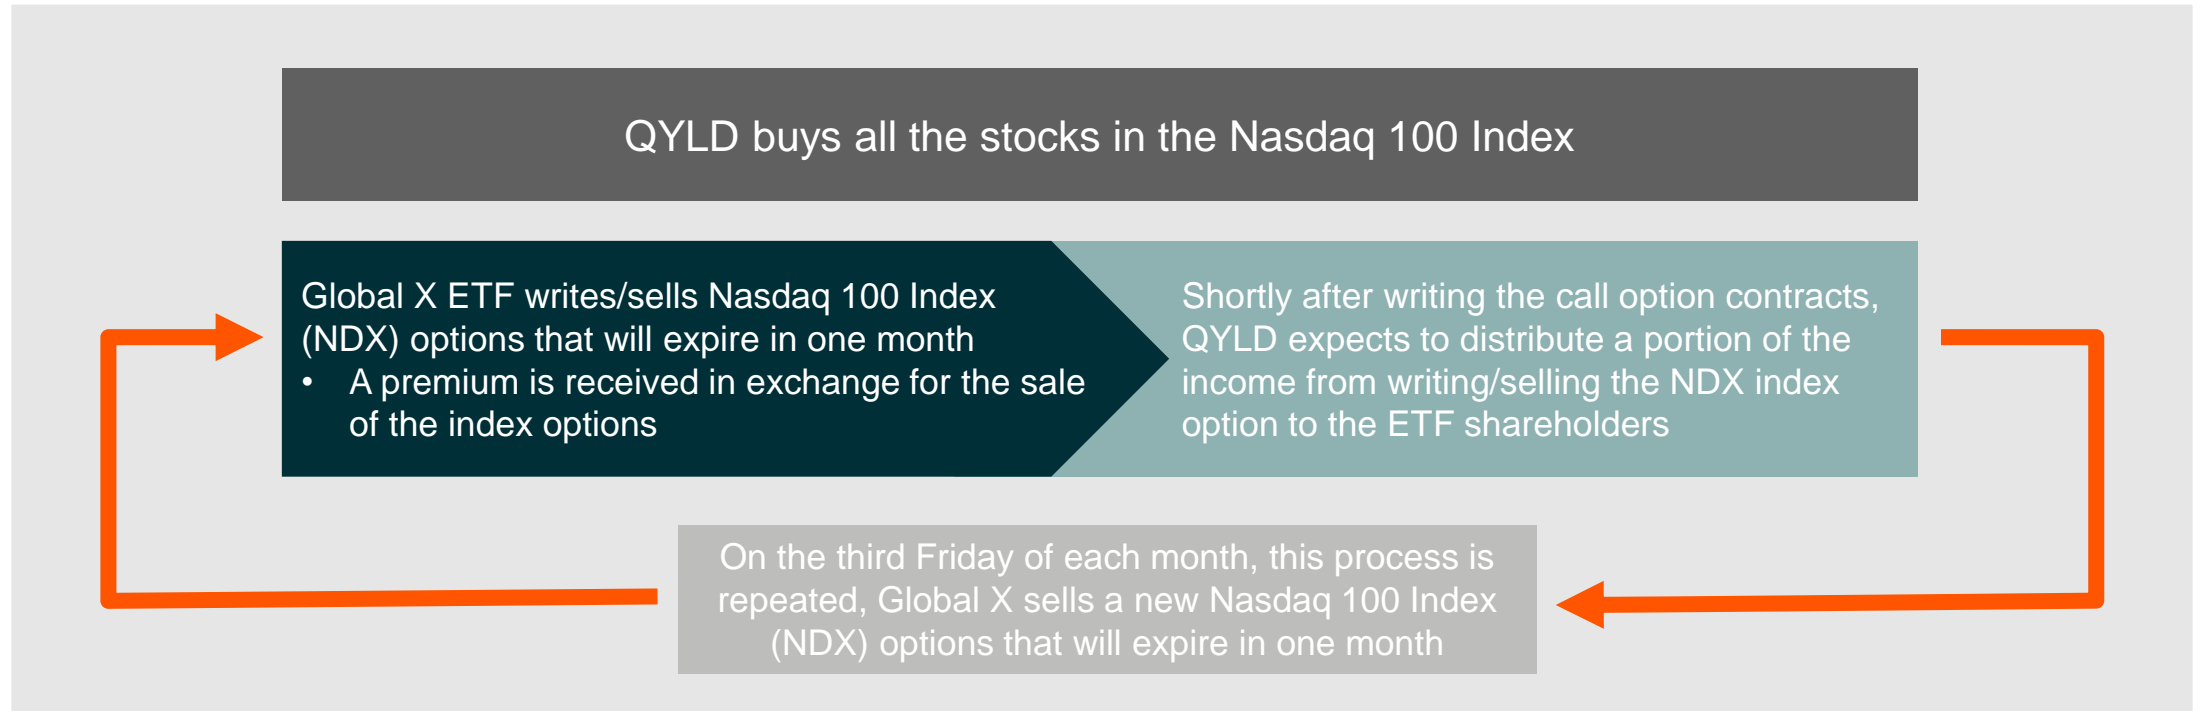 QYLD buys all the stocks in the Nasdaq 100 Index
Global X ETF writes/sells Nasdaq 100 Index
(NDX) options that will expire in one month
• A premium is received in exchange for the sale
of the index options
Shortly after writing the call option contracts,
QYLD expects to distribute a portion of the
income from writing/selling the NDX index
option to the ETF shareholders
On the third Friday of each month, this process is
repeated, Global X sells a new Nasdaq 100 Index
(NDX) options that will expire in one month